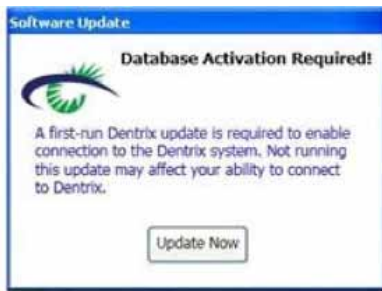 Software Update
Database Activation Required!
A first-run Dentrix update is required to enable
connection to the Dentrix system. Not running
this update may affect your ability to connect
to Dentrix.
Update Now